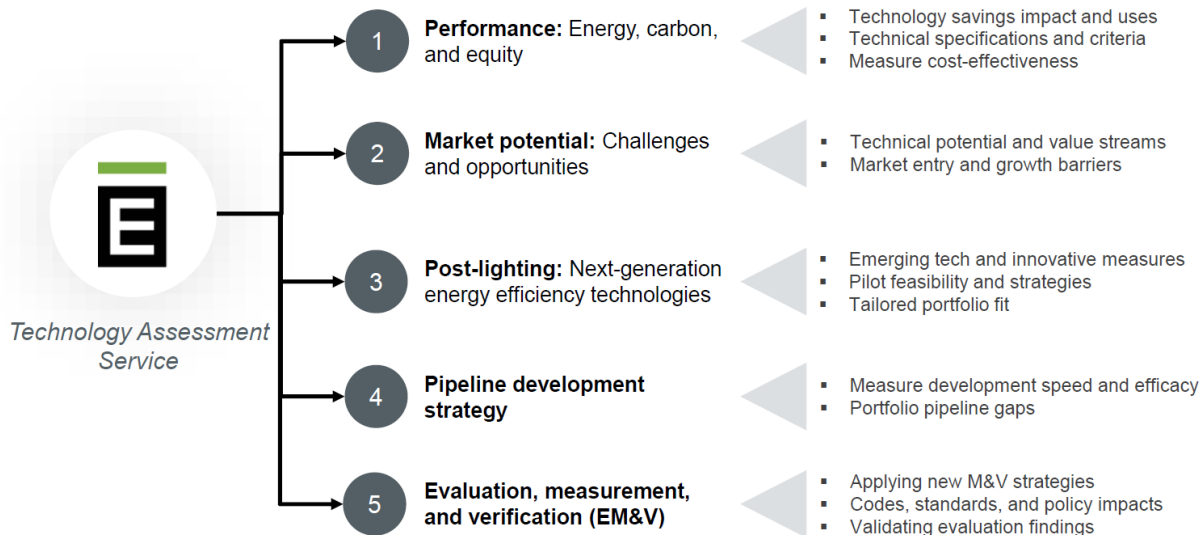 E
Technology Assessment
Service
1
Performance: Energy, carbon,
and equity
▪ Technology savings impact and uses
▪ Technical specifications and criteria
▪ Measure cost-effectiveness
2
Market potential: Challenges
and opportunities
▪ Technical potential and value streams
▪ Market entry and growth barriers
3
Post-lighting: Next-generation
energy efficiency technologies
▪ Emerging tech and innovative measures
▪ Pilot feasibility and strategies
▪ Tailored portfolio fit
4
Pipeline development
strategy
▪ Measure development speed and efficacy
▪ Portfolio pipeline gaps
5
Evaluation, measurement,
and verification (EM&V)
▪ Applying new M&V strategies
▪ Codes, standards, and policy impacts
▪ Validating evaluation findings